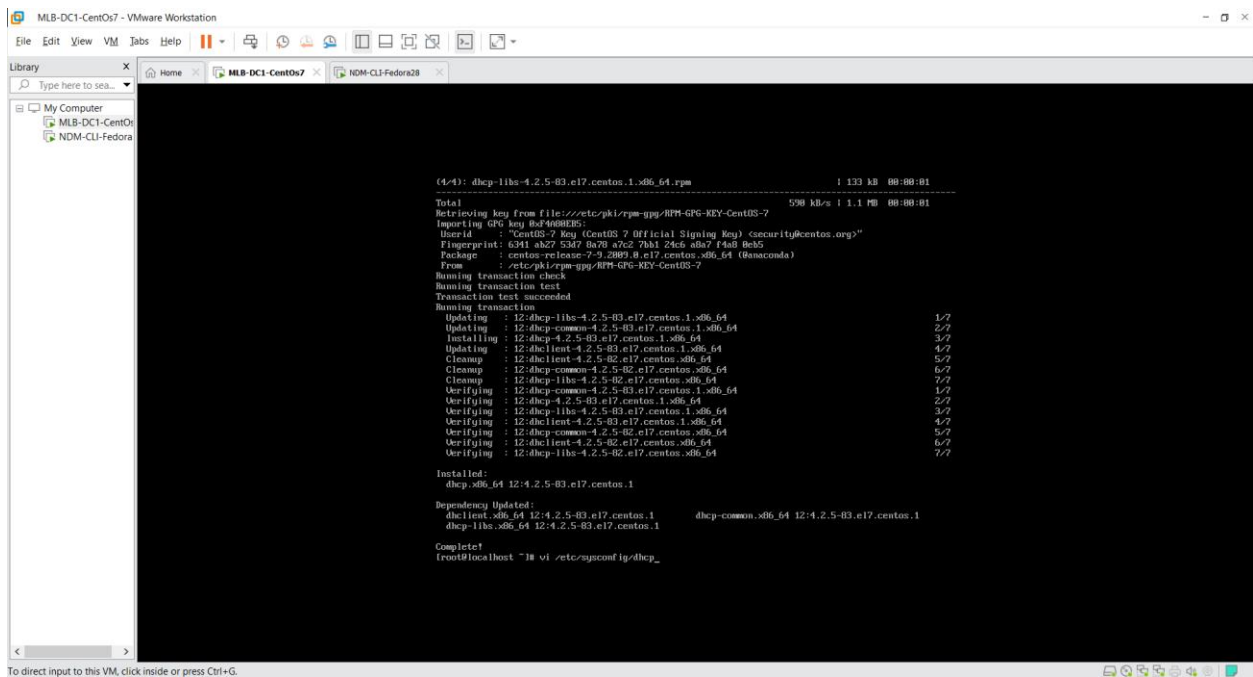 MLB-DC1-CentOs7 - VMware Workstation
File Edit View VM Tabs Help
Library
Type here to sea...
My Computer
MLB-DC1-CentOs
NDM-CLI-Fedora
Home
MLB-DC1-CentOs7
NDM-CLI-Fedora28
(4/4): dhcp-libs-4.2.5-83.el7.centos.1.x86_64.rpm | 133 kB 00:00:01
--------------------------------------------------------------------------------
Total 590 kB/s | 1.1 MB 00:00:01
Retrieving key from file:///etc/pki/rpm-gpg/RPM-GPG-KEY-CentOS-7
Importing GPG key 0xF4A80EB5:
Userid : "CentOS-7 Key (CentOS 7 Official Signing Key) <security@centos.org>"
Fingerprint: 6341 ab27 53d7 8a78 a7c2 7bb1 24c6 a8a7 f4a8 0eb5
Package : centos-release-7-9.2009.0.el7.centos.x86_64 (@anaconda)
From : /etc/pki/rpm-gpg/RPM-GPG-KEY-CentOS-7
Running transaction check
Running transaction test
Transaction test succeeded
Running transaction
Updating : 12:dhcp-libs-4.2.5-83.el7.centos.1.x86_64 1/7
Updating : 12:dhcp-common-4.2.5-83.el7.centos.1.x86_64 2/7
Installing : 12:dhcp-4.2.5-83.el7.centos.1.x86_64 3/7
Updating : 12:dhclient-4.2.5-83.el7.centos.1.x86_64 4/7
Cleanup : 12:dhclient-4.2.5-82.el7.centos.x86_64 5/7
Cleanup : 12:dhcp-common-4.2.5-82.el7.centos.x86_64 6/7
Cleanup : 12:dhcp-libs-4.2.5-82.el7.centos.x86_64 7/7
Verifying : 12:dhcp-common-4.2.5-83.el7.centos.1.x86_64 1/7
Verifying : 12:dhcp-4.2.5-83.el7.centos.1.x86_64 2/7
Verifying : 12:dhcp-libs-4.2.5-83.el7.centos.1.x86_64 3/7
Verifying : 12:dhclient-4.2.5-83.el7.centos.1.x86_64 4/7
Verifying : 12:dhcp-common-4.2.5-82.el7.centos.x86_64 5/7
Verifying : 12:dhclient-4.2.5-82.el7.centos.x86_64 6/7
Verifying : 12:dhcp-libs-4.2.5-82.el7.centos.x86_64 7/7
Installed:
dhcp.x86_64 12:4.2.5-83.el7.centos.1
Dependency Updated:
dhclient.x86_64 12:4.2.5-83.el7.centos.1 dhcp-common.x86_64 12:4.2.5-83.el7.centos.1
dhcp-libs.x86_64 12:4.2.5-83.el7.centos.1
Complete!
[root@localhost ~]# vi /etc/sysconfig/dhcp_
To direct input to this VM, click inside or press Ctrl+G.